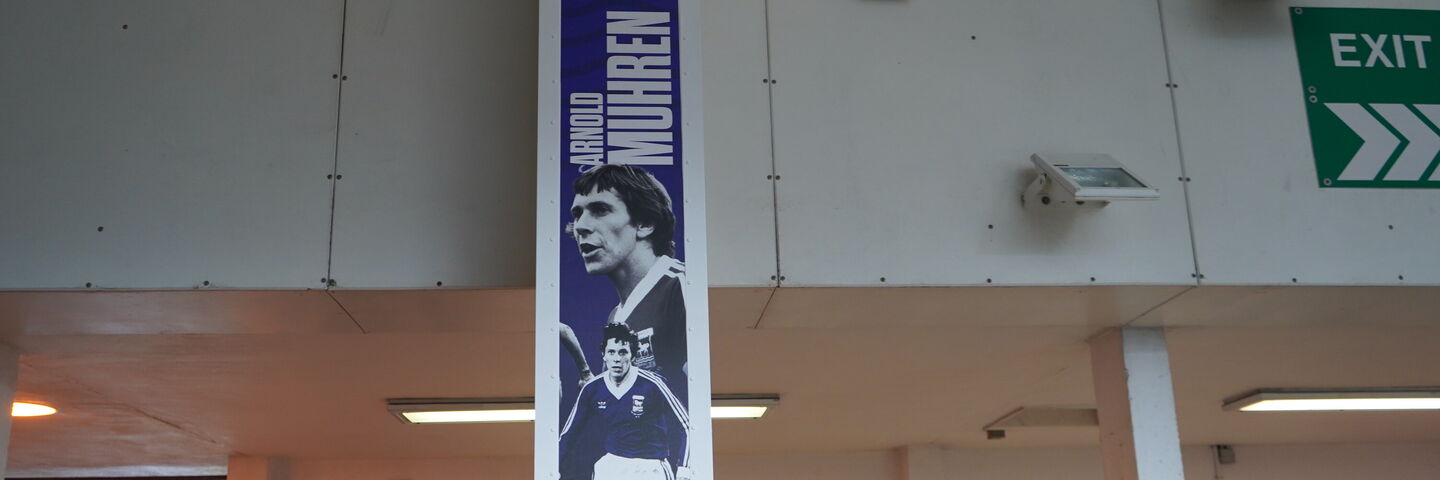 ARNOLD
MUHREN
EXIT